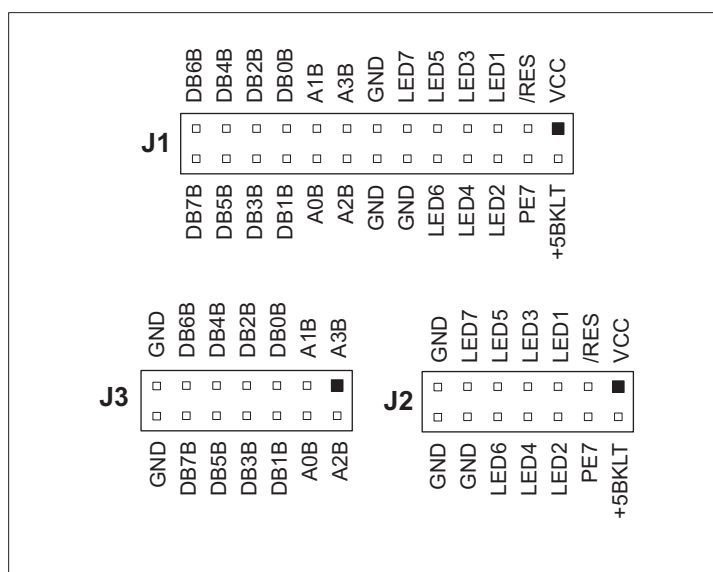 DB6B DB4B DB2B DB0B A1B A3B GND LED7 LED5 LED3 LED1 /RES VCC
J1
DB7B DB5B DB3B DB1B A0B A2B GND GND LED6 LED4 LED2 PE7 +5BKLT
GND DB6B DB4B DB2B DB0B A1B A3B
J3
GND DB7B DB5B DB3B DB1B A0B A2B
GND LED7 LED5 LED3 LED1 /RES VCC
J2
GND GND LED6 LED4 LED2 PE7 +5BKLT